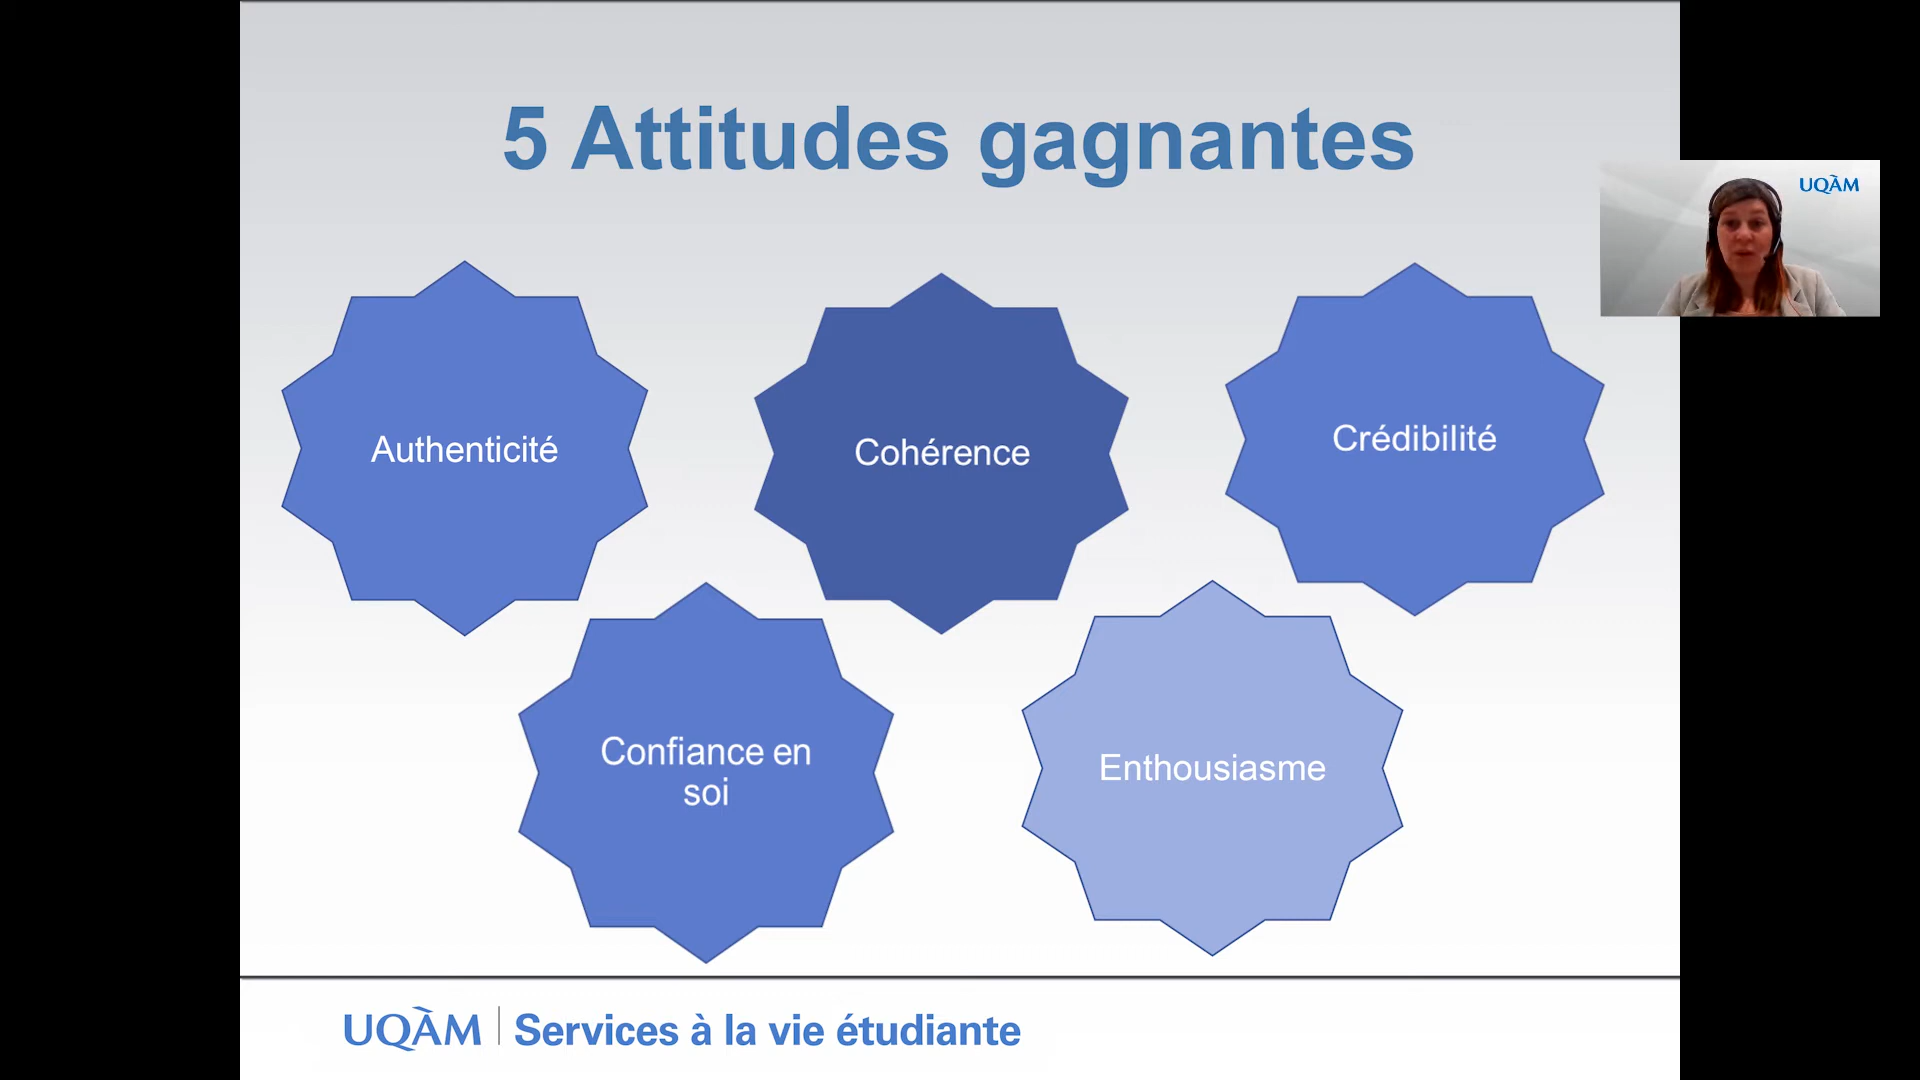 5 Attitudes gagnantes
UQÀM
Authenticité
Cohérence
Crédibilité
Confiance en
soi
Enthousiasme
UQÀM | Services à la vie étudiante